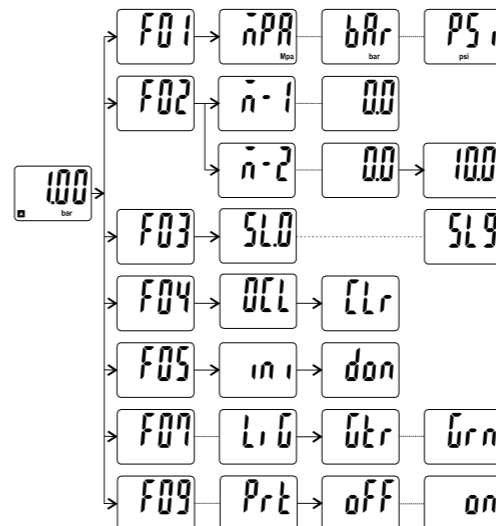 F01 m̄PA Mpa bAr bar PSi psi
F02 m̄-1 0.0
1.00 A bar
m̄-2 0.0 10.0
F03 SL.0 SL9
F04 0CL CLr
F05 ini don
F07 LiG Gtr Grn
F09 Prt oFF on